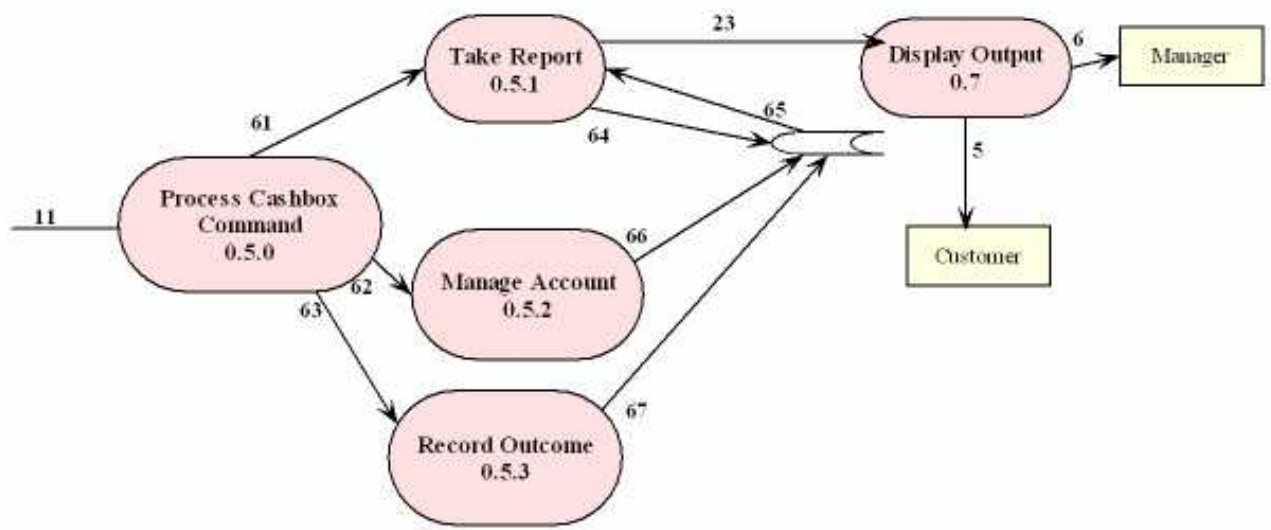 23
Take Report
0.5.1
Display Output
0.7
6
Manager
61
64
65
5
Process Cashbox
Command
0.5.0
11
66
Customer
62
63
Manage Account
0.5.2
67
Record Outcome
0.5.3